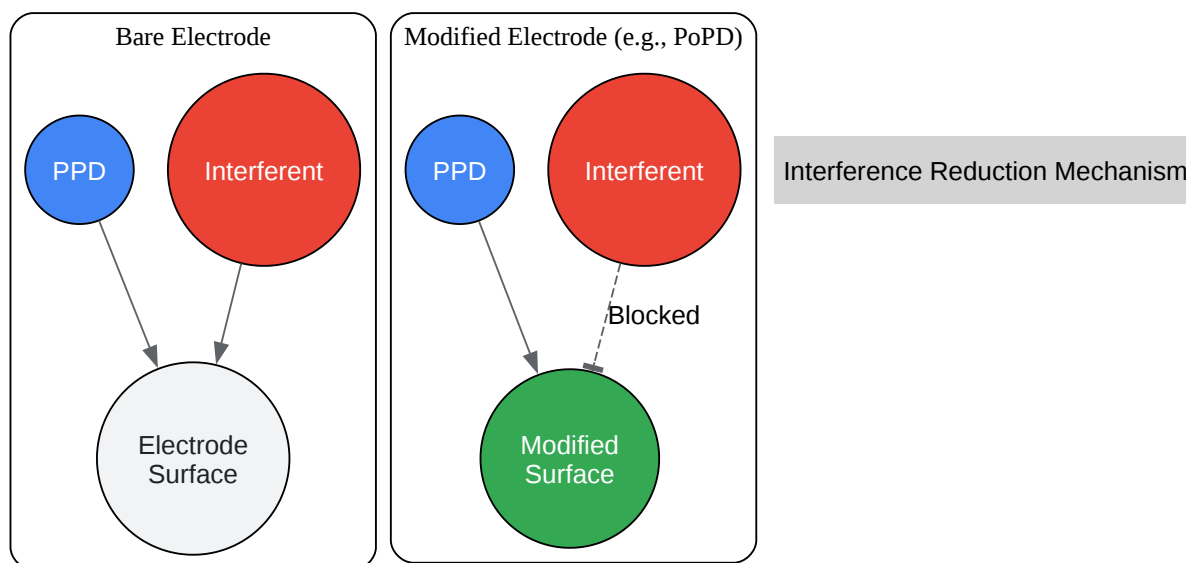 Bare Electrode
PPD
Interferent
Electrode
Surface
Modified Electrode (e.g., PoPD)
PPD
Interferent
Blocked
Modified
Surface
Interference Reduction Mechanism